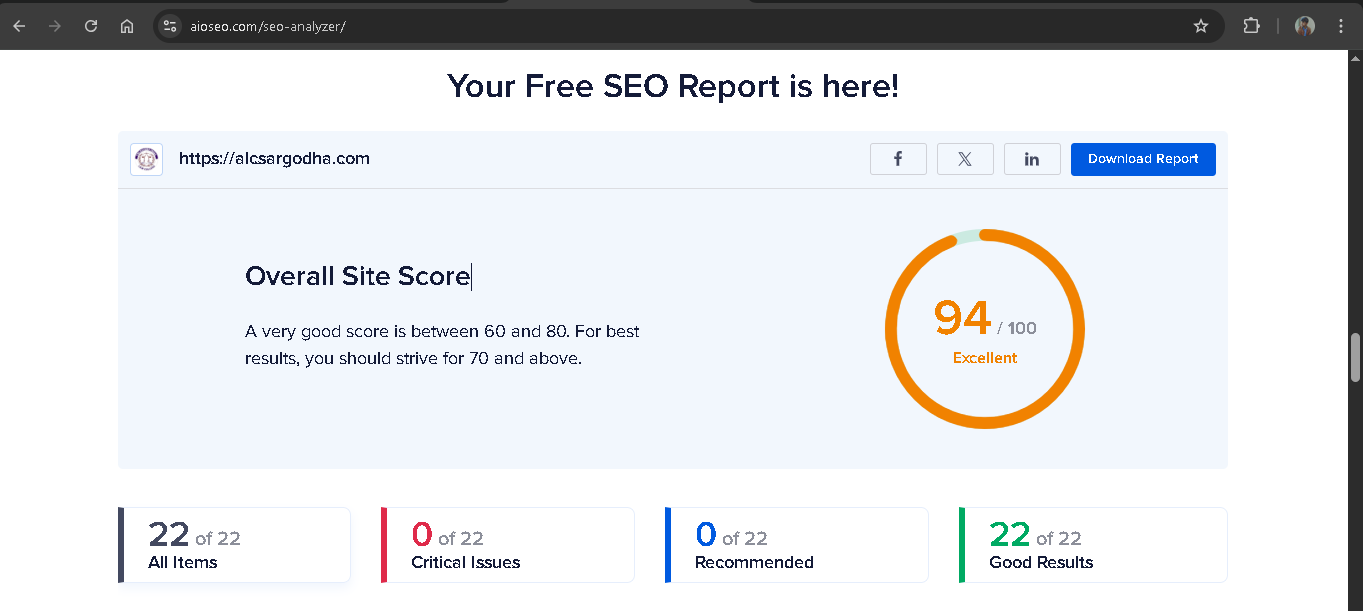 aioseo.com/seo-analyzer/
Your Free SEO Report is here!
https://alcsargodha.com
f
X
in
Download Report
Overall Site Score
A very good score is between 60 and 80. For best
results, you should strive for 70 and above.
94 / 100
Excellent
22 of 22
All Items
0 of 22
Critical Issues
0 of 22
Recommended
22 of 22
Good Results